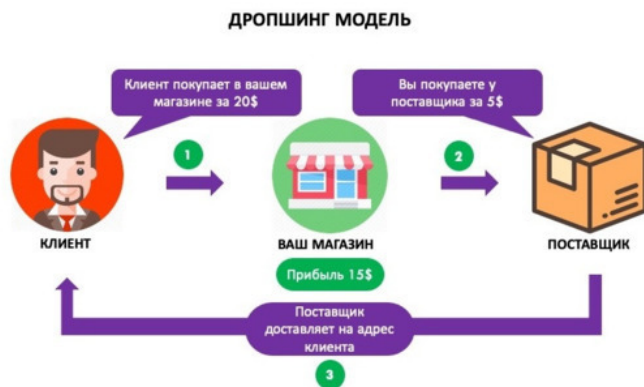 ДРОПШИНГ МОДЕЛЬ
Клиент покупает в вашем
магазине за 20$
Вы покупаете у
поставщика за 5$
1
2
КЛИЕНТ
ВАШ МАГАЗИН
ПОСТАВЩИК
Прибыль 15$
Поставщик
доставляет на адрес
клиента
3